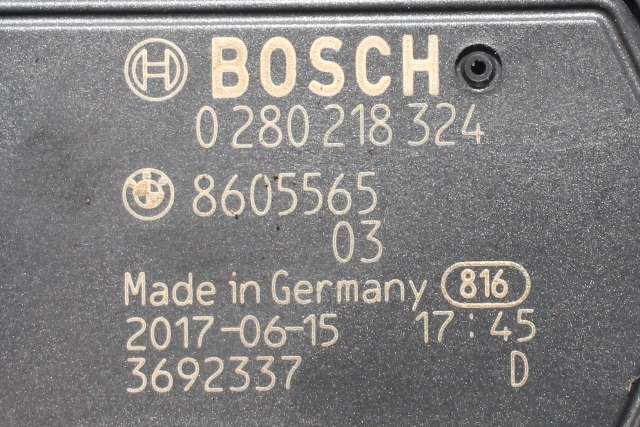 BOSCH
0 280 218 324
8605565
03
Made in Germany 816
2017-06-15 17:45
3692337 D